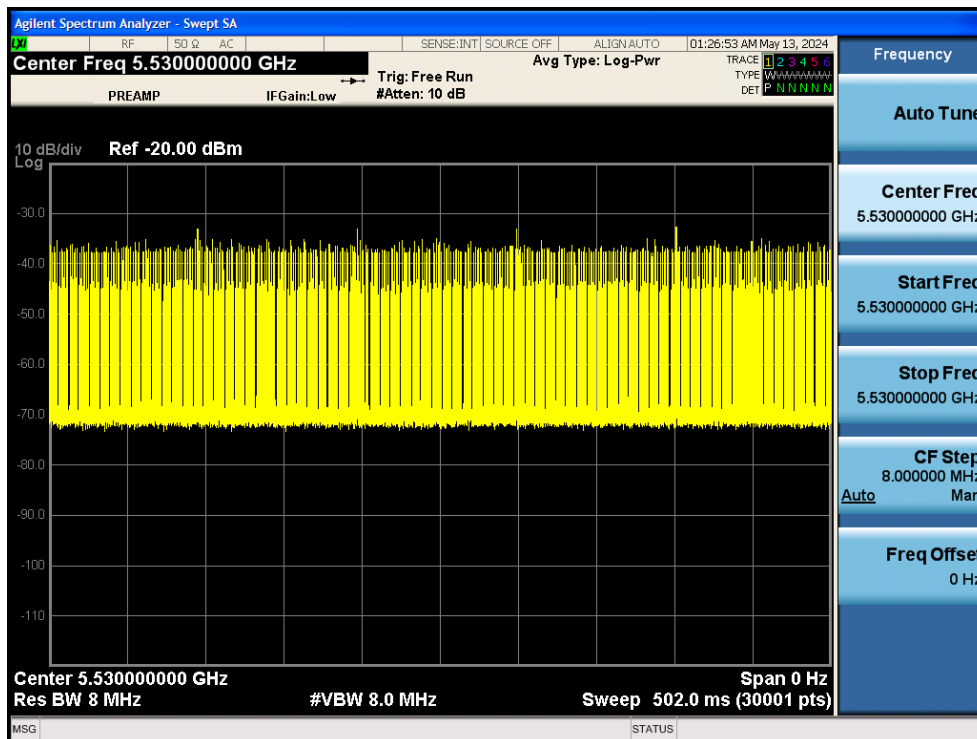 Agilent Spectrum Analyzer - Swept SA
LXI RF 50 Ω AC SENSE:INT SOURCE OFF ALIGN AUTO 01:26:53 AM May 13, 2024
Center Freq 5.530000000 GHz
PREAMP
IFGain:Low
Trig: Free Run
#Atten: 10 dB
Avg Type: Log-Pwr
TRACE 1 2 3 4 5 6
TYPE W
DET P N N N N N
10 dB/div Ref -20.00 dBm
Log
-30.0
-40.0
-50.0
-60.0
-70.0
-80.0
-90.0
-100
-110
Center 5.530000000 GHz Span 0 Hz
Res BW 8 MHz #VBW 8.0 MHz Sweep 502.0 ms (30001 pts)
MSG STATUS
Frequency
Auto Tune
Center Freq
5.530000000 GHz
Start Freq
5.530000000 GHz
Stop Freq
5.530000000 GHz
CF Step
8.000000 MHz
Auto Man
Freq Offset
0 Hz